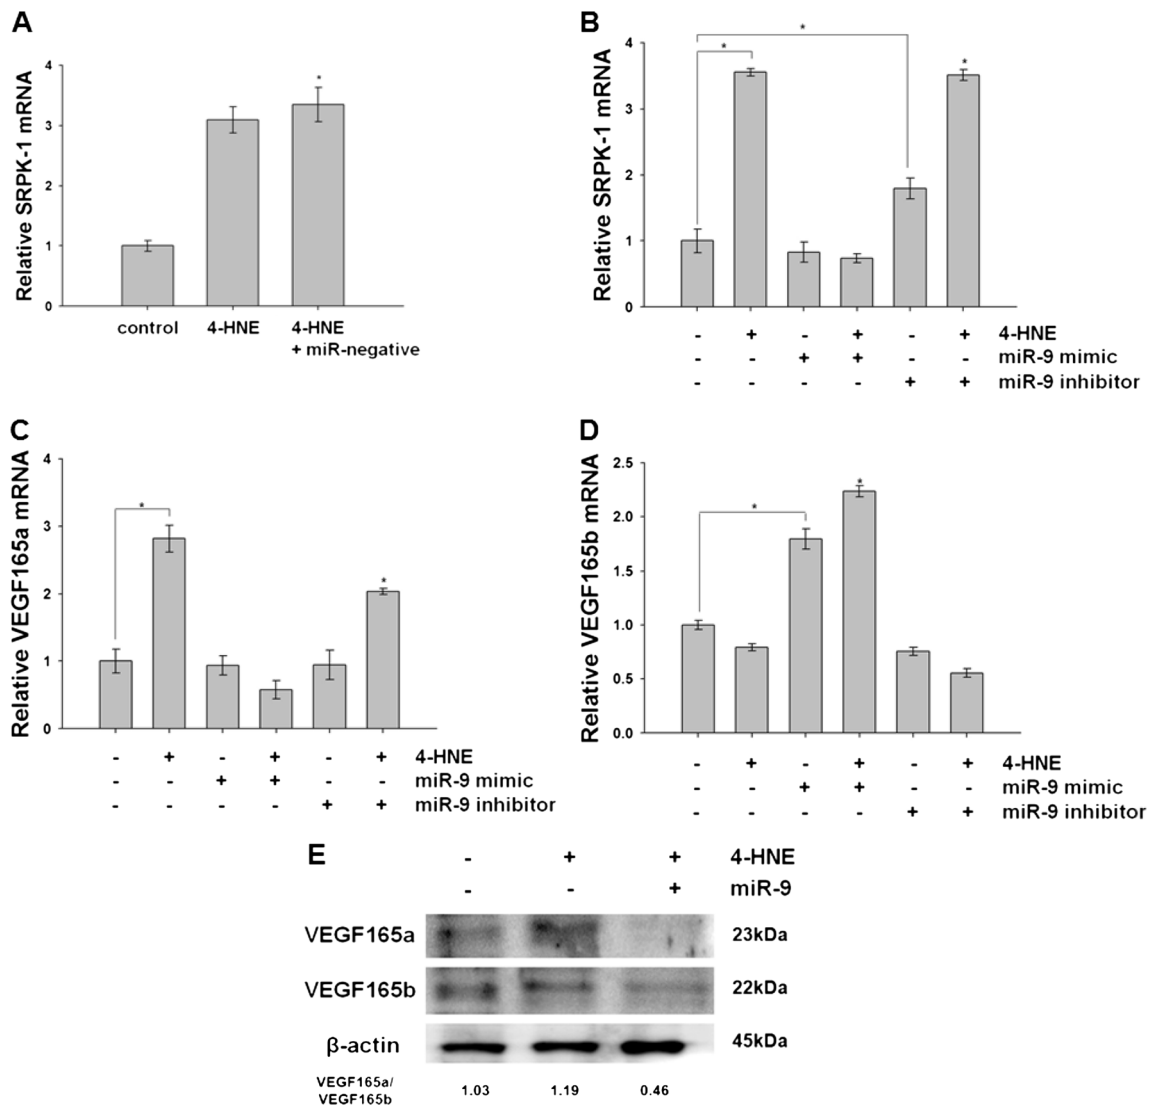 A
Relative SRPK-1 mRNA
4
3
2
1
0
*
control
4-HNE
4-HNE
+ miR-negative
B
Relative SRPK-1 mRNA
4
3
2
1
0
*
*
*
- + - + - + 4-HNE
- - + + - - miR-9 mimic
- - - - + + miR-9 inhibitor
C
Relative VEGF165a mRNA
4
3
2
1
0
*
*
- + - + - + 4-HNE
- - + + - - miR-9 mimic
- - - - + + miR-9 inhibitor
D
Relative VEGF165b mRNA
2.5
2.0
1.5
1.0
0.5
0.0
*
*
- + - + - + 4-HNE
- - + + - - miR-9 mimic
- - - - + + miR-9 inhibitor
E
- + + 4-HNE
- - + miR-9
VEGF165a 23kDa
VEGF165b 22kDa
β-actin 45kDa
VEGF165a/
VEGF165b
1.03 1.19 0.46